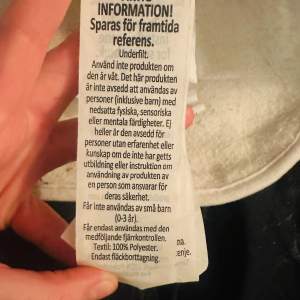 INFORMATION!
Sparas för framtida
referens.
Underfilt.
Använd inte produkten om
den är våt. Det här produkten
är inte avsedd att användas av
personer (inklusive barn) med
nedsatta fysiska, sensoriska
eller mentala färdigheter. Ej
heller är den avsedd för
personer utan erfarenhet eller
kunskap om de inte har getts
utbildning eller instruktion om
användning av produkten av
en person som ansvarar för
deras säkerhet.
Får inte användas av små barn
(0-3 år).
Får endast användas med den
medföljande fjärrkontrollen.
Textil: 100% Polyester.
Endast fläckborttagning
na.
enje.